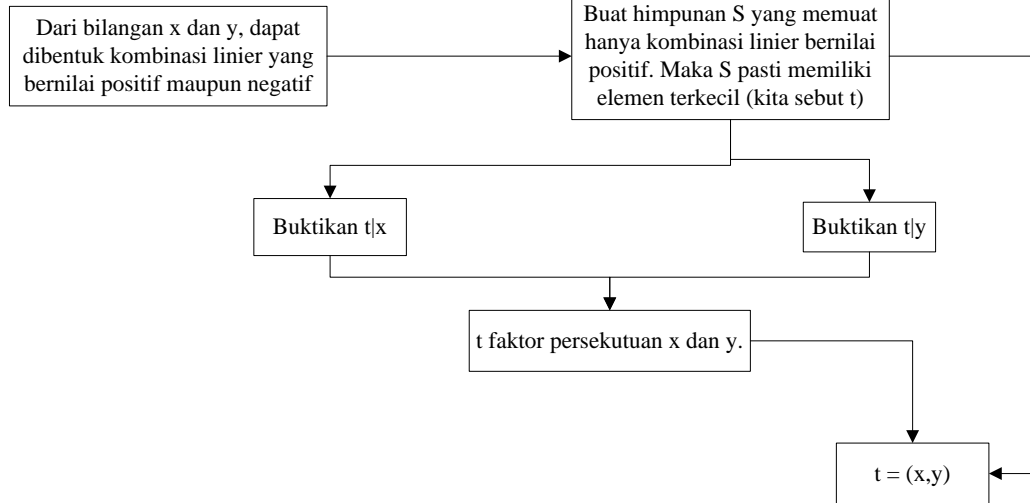 Dari bilangan x dan y, dapat
dibentuk kombinasi linier yang
bernilai positif maupun negatif
Buat himpunan S yang memuat
hanya kombinasi linier bernilai
positif. Maka S pasti memiliki
elemen terkecil (kita sebut t)
Buktikan t|x
Buktikan t|y
t faktor persekutuan x dan y.
t = (x,y)